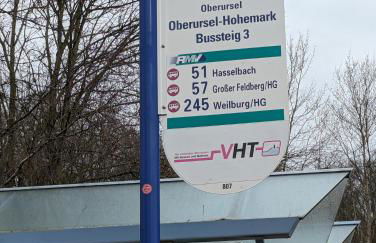 Oberursel
Oberursel-Hohemark
Bussteig 3
RMV
51 Hasselbach
57 Großer Feldberg/HG
245 Weilburg/HG
VHT
807